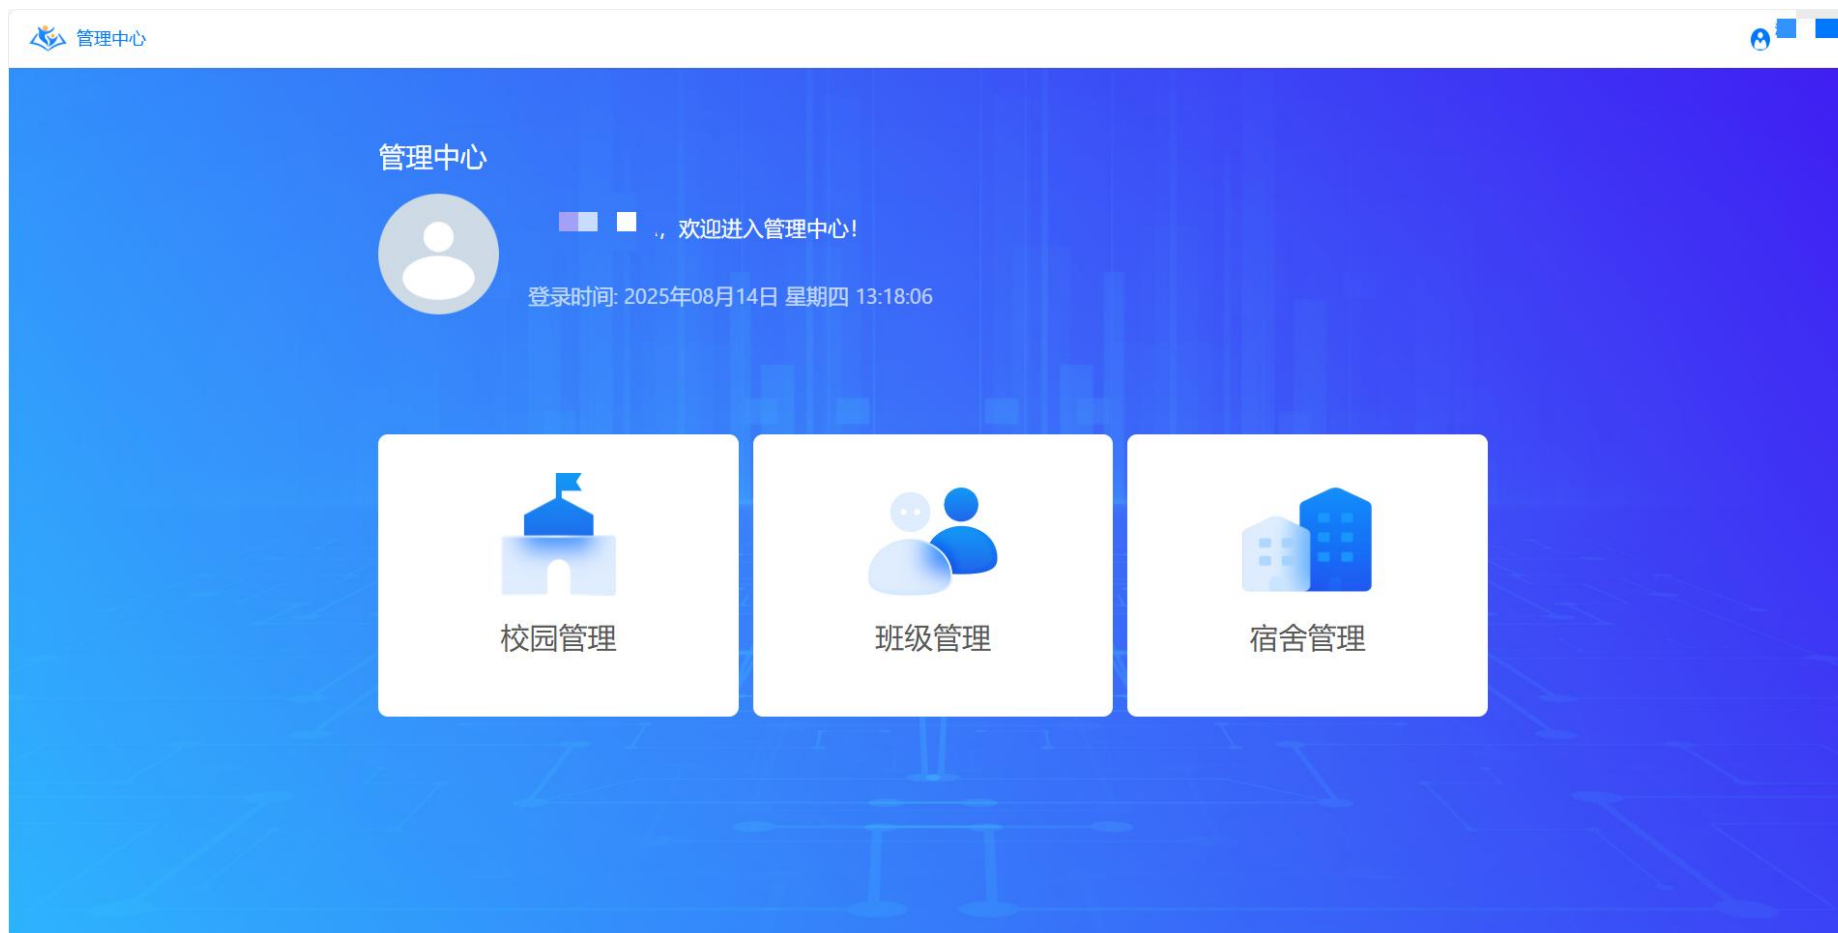 管理中心
管理中心
，欢迎进入管理中心！
登录时间: 2025年08月14日 星期四 13:18:06
校园管理
班级管理
宿舍管理